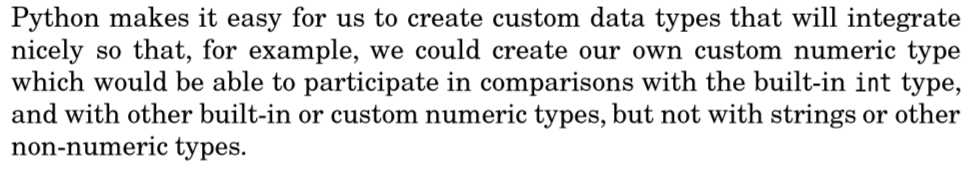 Python makes it easy for us to create custom data types that will integrate
nicely so that, for example, we could create our own custom numeric type
which would be able to participate in comparisons with the built-in int type,
and with other built-in or custom numeric types, but not with strings or other
non-numeric types.